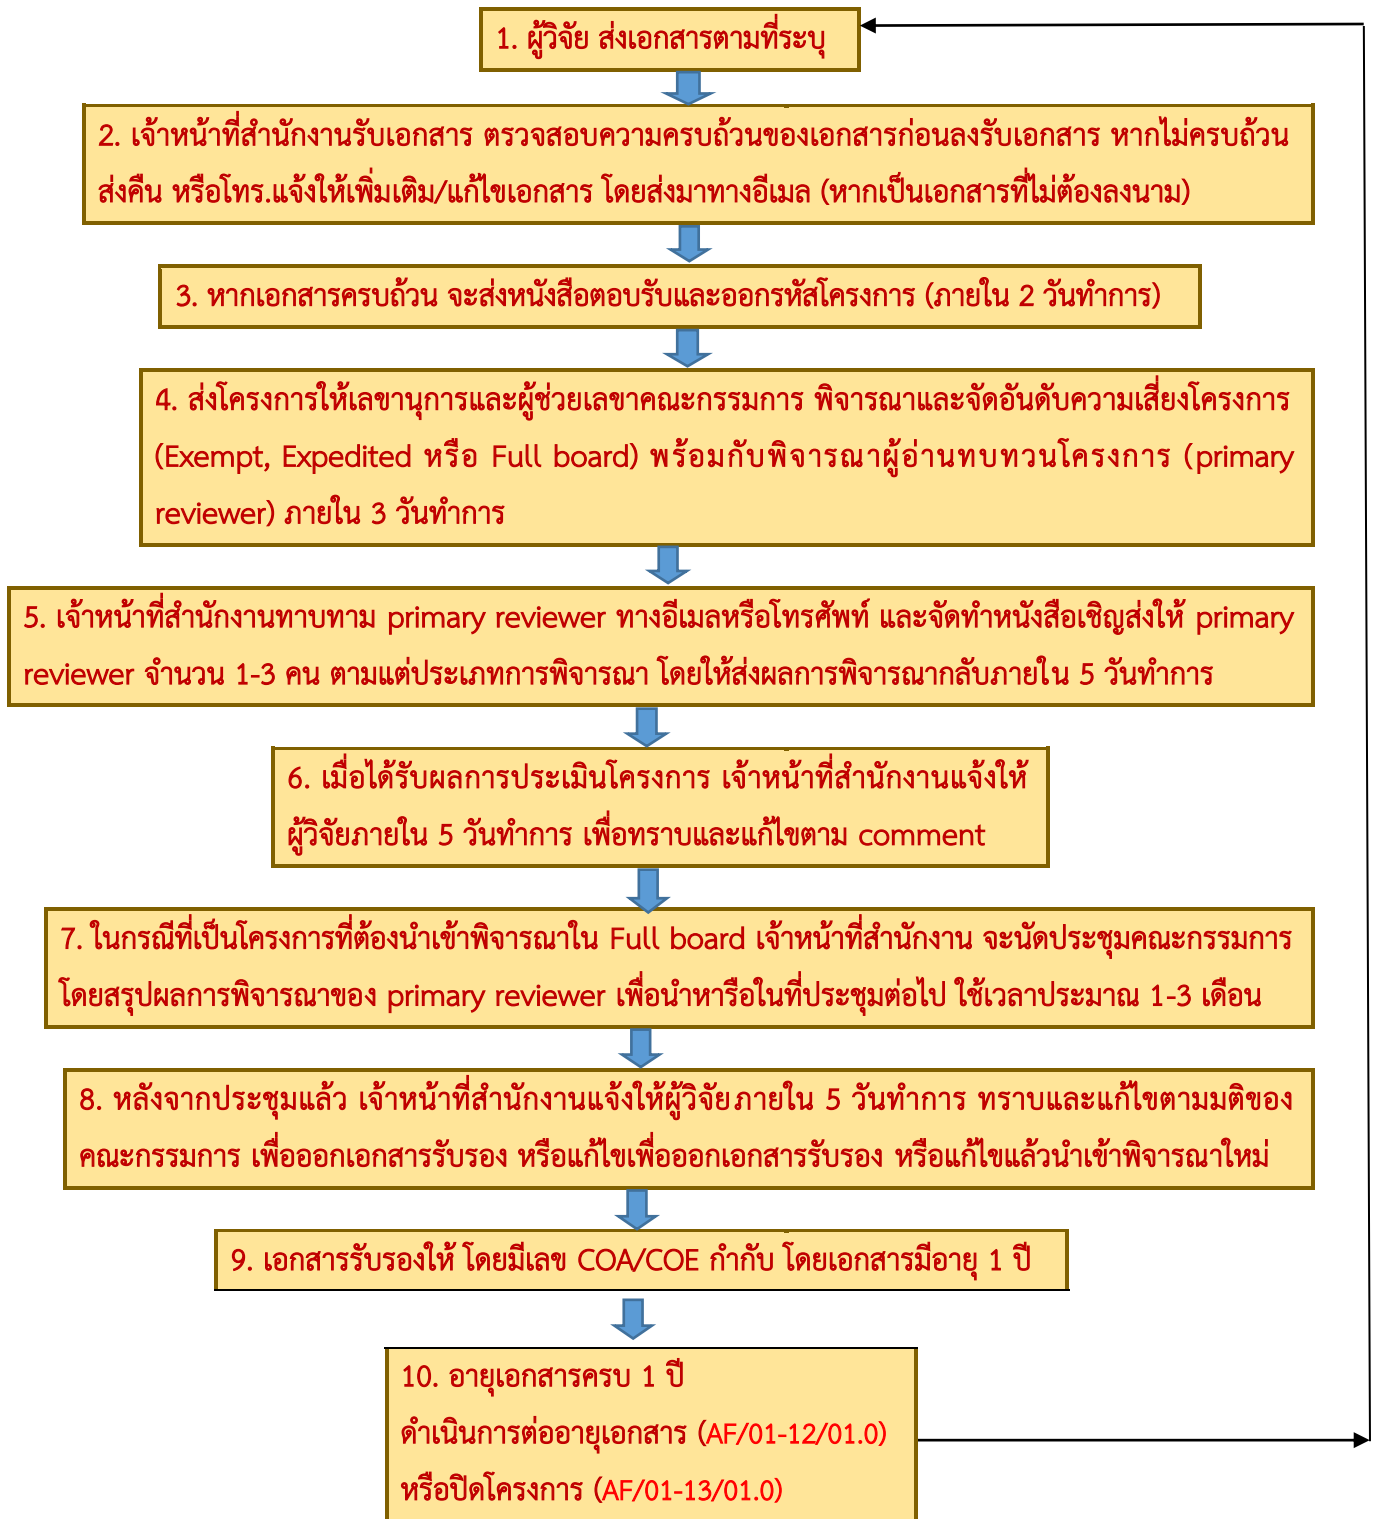 1. ผู้วิจัย ส่งเอกสารตามที่ระบุ
2. เจ้าหน้าที่สำนักงานรับเอกสาร ตรวจสอบความครบถ้วนของเอกสารก่อนลงรับเอกสาร หากไม่ครบถ้วน
ส่งคืน หรือโทร.แจ้งให้เพิ่มเติม/แก้ไขเอกสาร โดยส่งมาทางอีเมล (หากเป็นเอกสารที่ไม่ต้องลงนาม)
3. หากเอกสารครบถ้วน จะส่งหนังสือตอบรับและออกรหัสโครงการ (ภายใน 2 วันทำการ)
4. ส่งโครงการให้เลขานุการและผู้ช่วยเลขาคณะกรรมการ พิจารณาและจัดอันดับความเสี่ยงโครงการ
(Exempt, Expedited หรือ Full board) พร้อมกับพิจารณาผู้อ่านทบทวนโครงการ (primary
reviewer) ภายใน 3 วันทำการ
5. เจ้าหน้าที่สำนักงานทาบทาม primary reviewer ทางอีเมลหรือโทรศัพท์ และจัดทำหนังสือเชิญส่งให้ primary
reviewer จำนวน 1-3 คน ตามแต่ประเภทการพิจารณา โดยให้ส่งผลการพิจารณากลับภายใน 5 วันทำการ
6. เมื่อได้รับผลการประเมินโครงการ เจ้าหน้าที่สำนักงานแจ้งให้
ผู้วิจัยภายใน 5 วันทำการ เพื่อทราบและแก้ไขตาม comment
7. ในกรณีที่เป็นโครงการที่ต้องนำเข้าพิจารณาใน Full board เจ้าหน้าที่สำนักงาน จะนัดประชุมคณะกรรมการ
โดยสรุปผลการพิจารณาของ primary reviewer เพื่อนำหารือในที่ประชุมต่อไป ใช้เวลาประมาณ 1-3 เดือน
8. หลังจากประชุมแล้ว เจ้าหน้าที่สำนักงานแจ้งให้ผู้วิจัยภายใน 5 วันทำการ ทราบและแก้ไขตามมติของ
คณะกรรมการ เพื่อออกเอกสารรับรอง หรือแก้ไขเพื่อออกเอกสารรับรอง หรือแก้ไขแล้วนำเข้าพิจารณาใหม่
9. เอกสารรับรองให้ โดยมีเลข COA/COE กำกับ โดยเอกสารมีอายุ 1 ปี
10. อายุเอกสารครบ 1 ปี
ดำเนินการต่ออายุเอกสาร (AF/01-12/01.0)
หรือปิดโครงการ (AF/01-13/01.0)